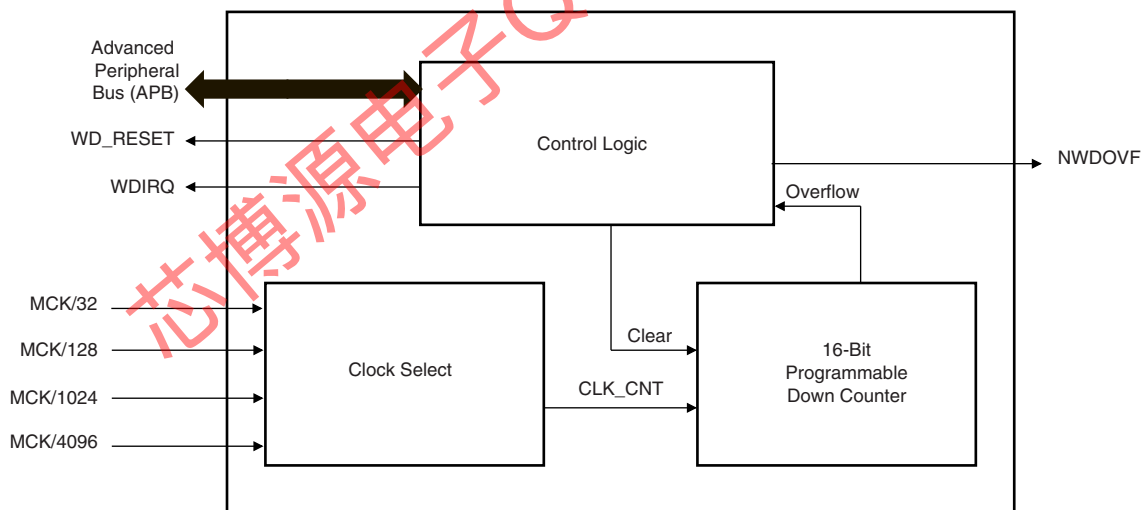 Advanced
Peripheral
Bus (APB)
WD_RESET
WDIRQ
Control Logic
NWDOVF
Overflow
MCK/32
MCK/128
MCK/1024
MCK/4096
Clock Select
Clear
CLK_CNT
16-Bit
Programmable
Down Counter
芯博源电子Q